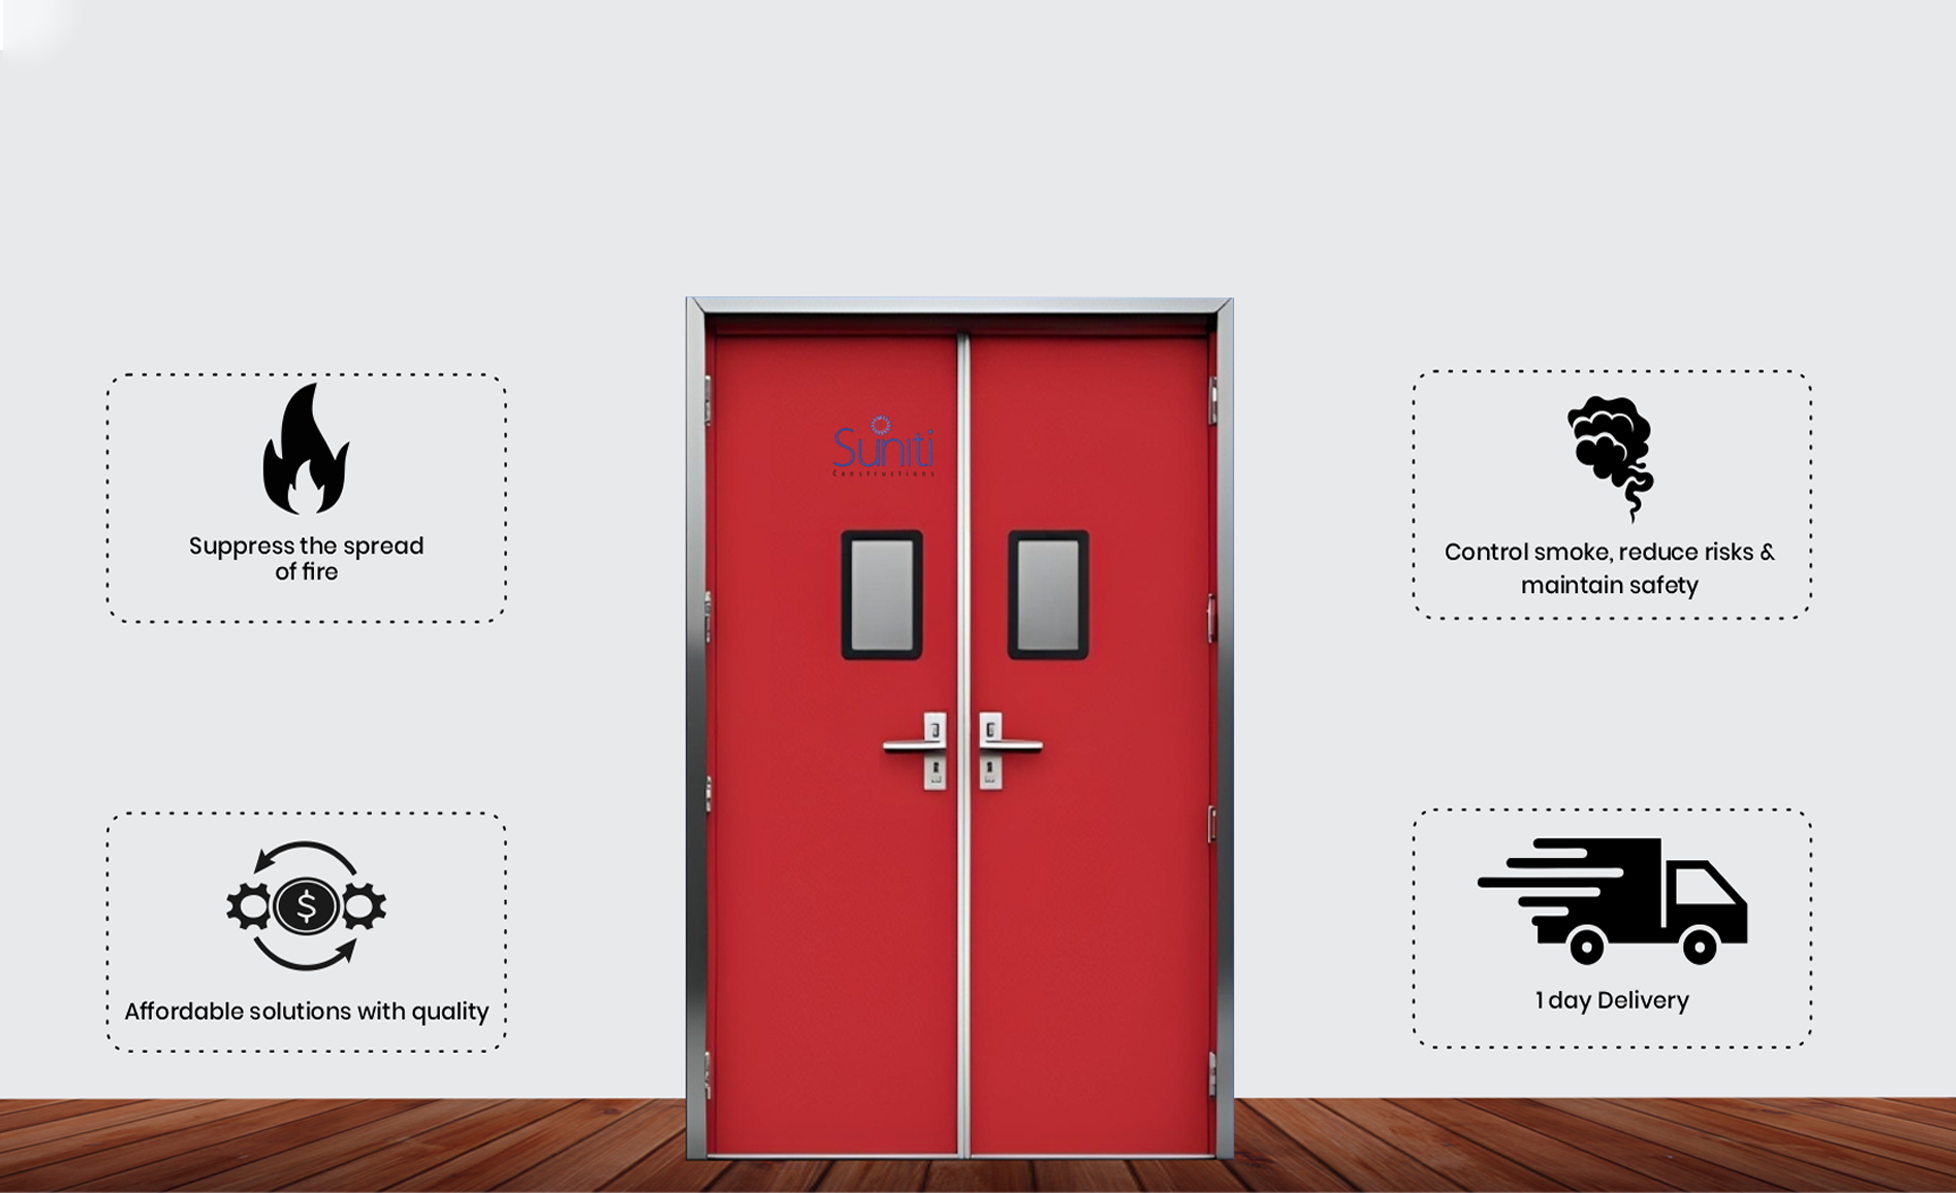 Suniti
Constructions
Suppress the spread
of fire
Control smoke, reduce risks &
maintain safety
$
Affordable solutions with quality
1 day Delivery